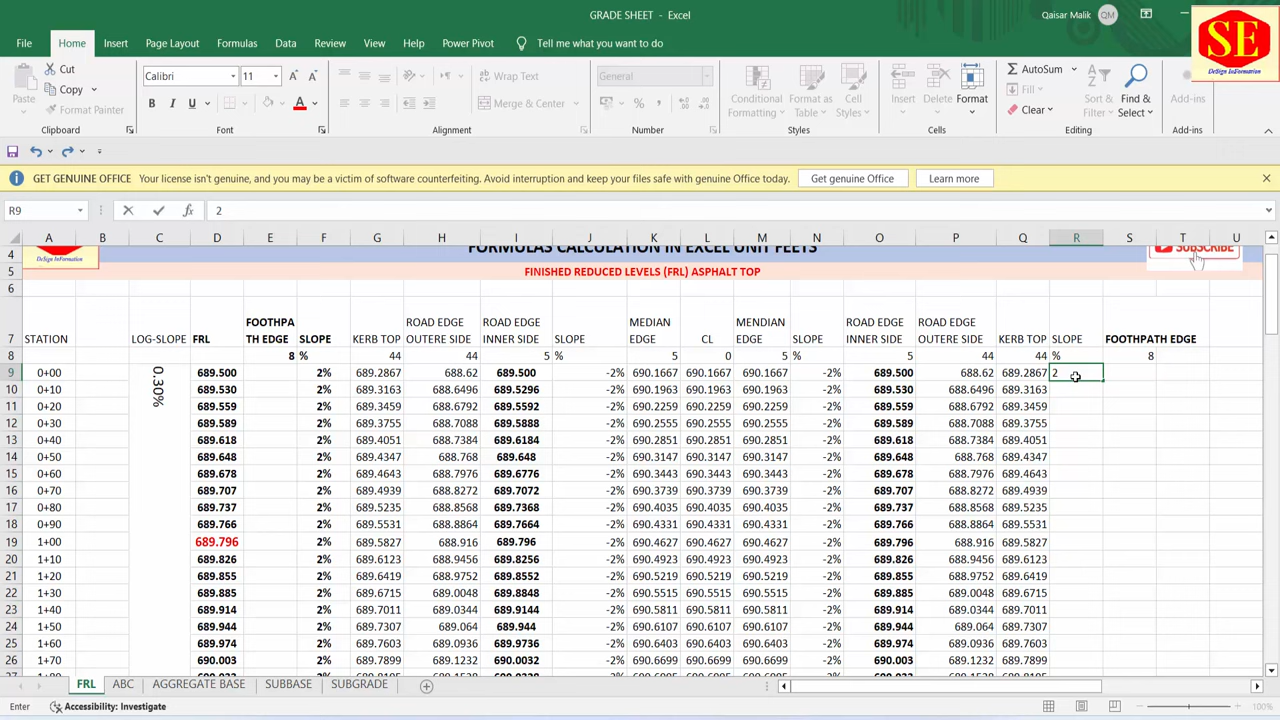 GRADE SHEET - Excel
Qaisar Malik QM
SE
DeSign InFormation
File Home Insert Page Layout Formulas Data Review View Help Power Pivot Tell me what you want to do
Cut
Copy
Format Painter
Paste
Calibri 11
B I U
Wrap Text
Merge & Center
General
% ,
Conditional Formatting
Format as Table
Cell Styles
Insert Delete Format
AutoSum
Fill
Clear
Sort & Filter
Find & Select
Add-ins
Clipboard Font Alignment Number Styles Cells Editing Add-ins
GET GENUINE OFFICE Your license isn't genuine, and you may be a victim of software counterfeiting. Avoid interruption and keep your files safe with genuine Office today. Get genuine Office Learn more
R9 fx 2
A B C D E F G H I J K L M N O P Q R S T U
4 DeSign InFormation FORMULAS CALCULATION IN EXCEL UNIT FEETS SUBSCRIBE
5 FINISHED REDUCED LEVELS (FRL) ASPHALT TOP
6
7 STATION LOG-SLOPE FRL FOOTPATH EDGE SLOPE KERB TOP ROAD EDGE OUTERE SIDE ROAD EDGE INNER SIDE SLOPE MEDIAN EDGE CL MENDIAN EDGE SLOPE ROAD EDGE INNER SIDE ROAD EDGE OUTERE SIDE KERB TOP SLOPE FOOTPATH EDGE
8 8 % 44 44 5 % 5 0 5 % 5 44 44 % 8
9 0+00 0.30% 689.500 2% 689.2867 688.62 689.500 -2% 690.1667 690.1667 690.1667 -2% 689.500 688.62 689.2867 2
10 0+10 689.530 2% 689.3163 688.6496 689.5296 -2% 690.1963 690.1963 690.1963 -2% 689.530 688.6496 689.3163
11 0+20 689.559 2% 689.3459 688.6792 689.5592 -2% 690.2259 690.2259 690.2259 -2% 689.559 688.6792 689.3459
12 0+30 689.589 2% 689.3755 688.7088 689.5888 -2% 690.2555 690.2555 690.2555 -2% 689.589 688.7088 689.3755
13 0+40 689.618 2% 689.4051 688.7384 689.6184 -2% 690.2851 690.2851 690.2851 -2% 689.618 688.7384 689.4051
14 0+50 689.648 2% 689.4347 688.768 689.648 -2% 690.3147 690.3147 690.3147 -2% 689.648 688.768 689.4347
15 0+60 689.678 2% 689.4643 688.7976 689.6776 -2% 690.3443 690.3443 690.3443 -2% 689.678 688.7976 689.4643
16 0+70 689.707 2% 689.4939 688.8272 689.7072 -2% 690.3739 690.3739 690.3739 -2% 689.707 688.8272 689.4939
17 0+80 689.737 2% 689.5235 688.8568 689.7368 -2% 690.4035 690.4035 690.4035 -2% 689.737 688.8568 689.5235
18 0+90 689.766 2% 689.5531 688.8864 689.7664 -2% 690.4331 690.4331 690.4331 -2% 689.766 688.8864 689.5531
19 1+00 689.796 2% 689.5827 688.916 689.796 -2% 690.4627 690.4627 690.4627 -2% 689.796 688.916 689.5827
20 1+10 689.826 2% 689.6123 688.9456 689.8256 -2% 690.4923 690.4923 690.4923 -2% 689.826 688.9456 689.6123
21 1+20 689.855 2% 689.6419 688.9752 689.8552 -2% 690.5219 690.5219 690.5219 -2% 689.855 688.9752 689.6419
22 1+30 689.885 2% 689.6715 689.0048 689.8848 -2% 690.5515 690.5515 690.5515 -2% 689.885 689.0048 689.6715
23 1+40 689.914 2% 689.7011 689.0344 689.9144 -2% 690.5811 690.5811 690.5811 -2% 689.914 689.0344 689.7011
24 1+50 689.944 2% 689.7307 689.064 689.944 -2% 690.6107 690.6107 690.6107 -2% 689.944 689.064 689.7307
25 1+60 689.974 2% 689.7603 689.0936 689.9736 -2% 690.6403 690.6403 690.6403 -2% 689.974 689.0936 689.7603
26 1+70 690.003 2% 689.7899 689.1232 690.0032 -2% 690.6699 690.6699 690.6699 -2% 690.003 689.1232 689.7899
FRL ABC AGGREGATE BASE SUBBASE SUBGRADE
Enter Accessibility: Investigate 100%